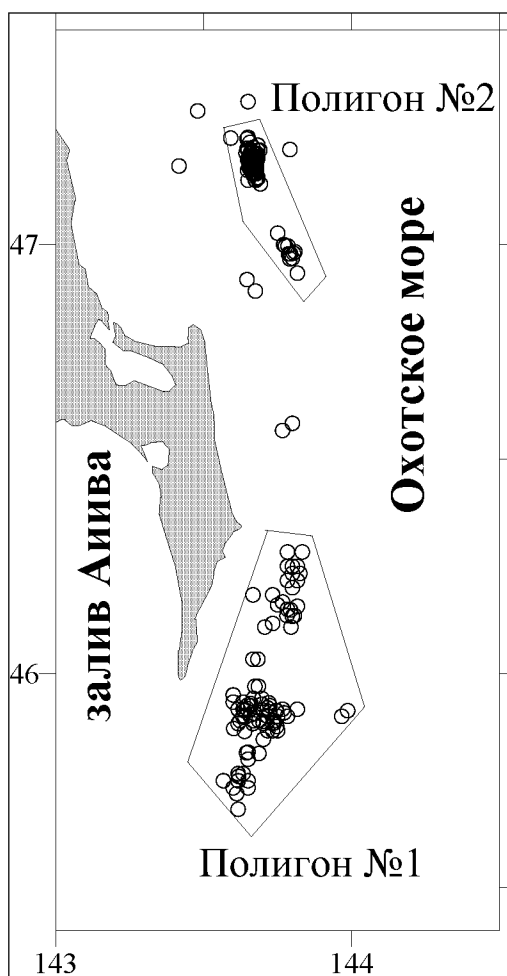 Полигон №2
47
Охотское море
залив Анива
46
Полигон №1
143
144